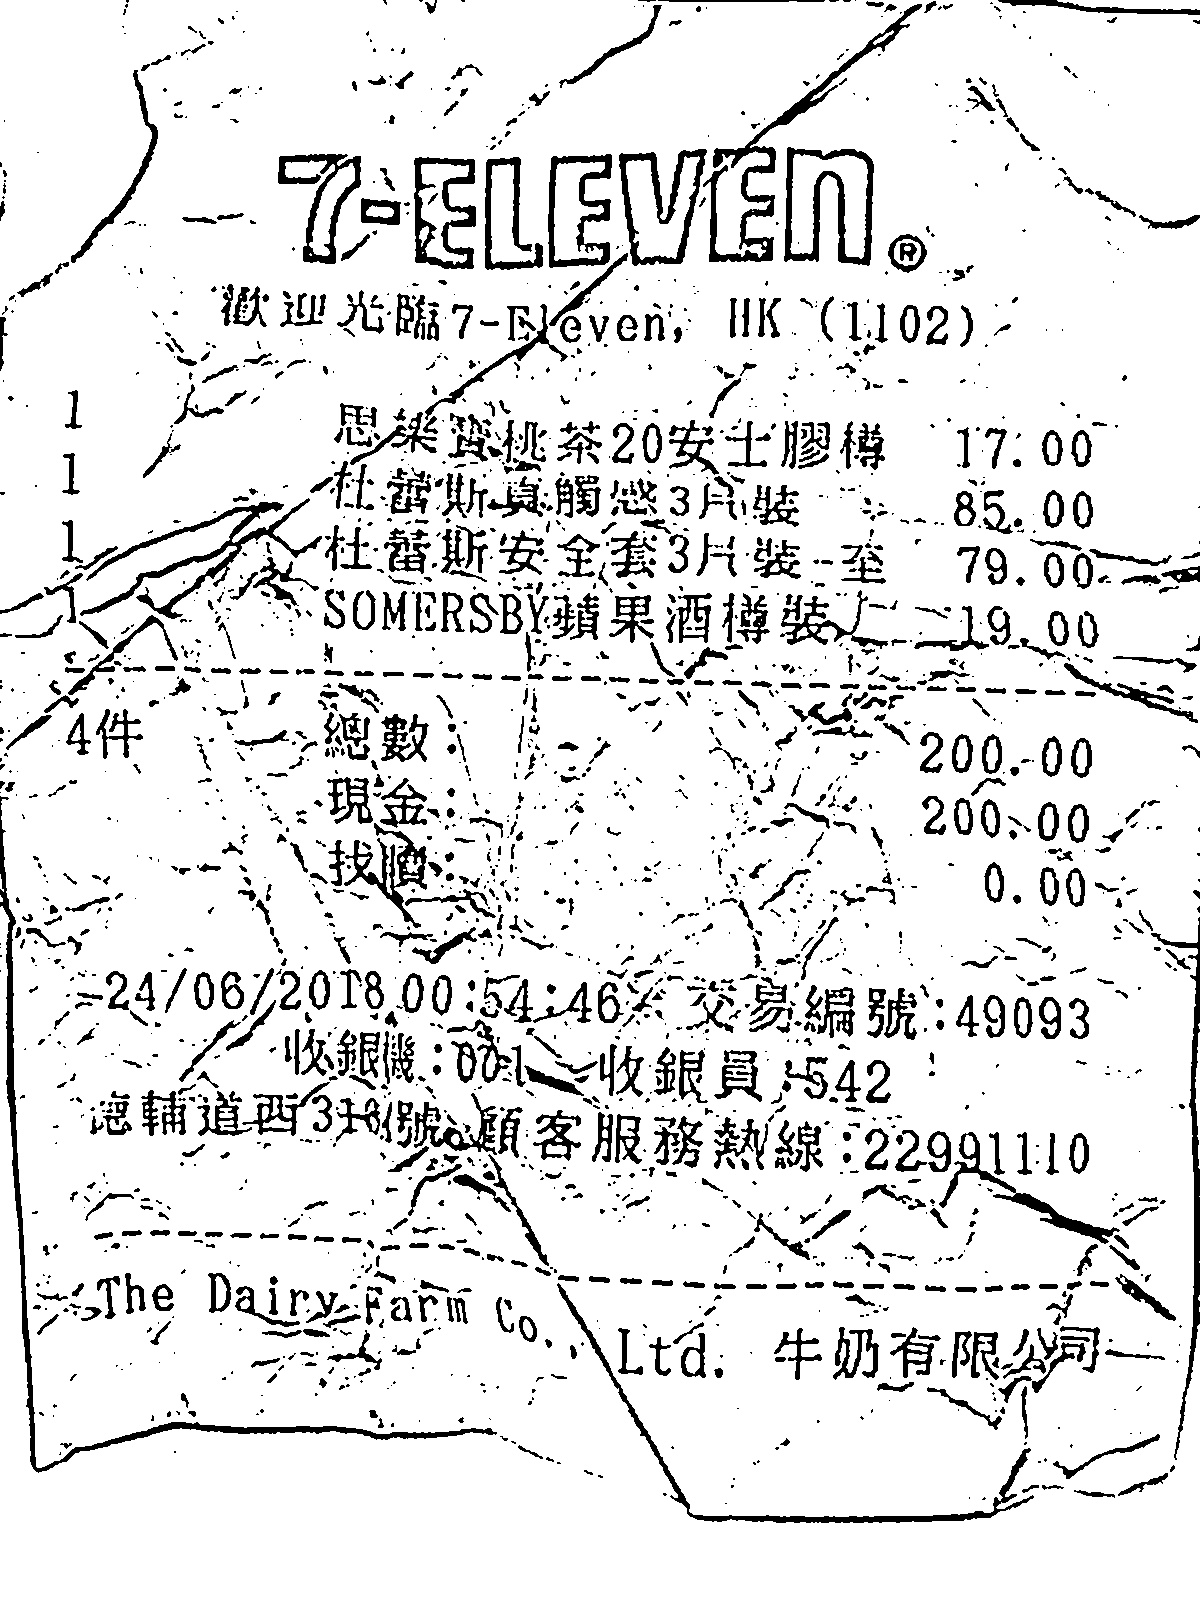 7-ELEVEn ®
歡迎光臨7-Eleven, HK (1102)
1 思樂寶桃茶20安士膠樽 17.00
1 杜蕾斯真觸感3片裝 85.00
1 杜蕾斯安全套3片裝-至 79.00
1 SOMERSBY蘋果酒樽裝 19.00
4件 總數: 200.00
現金: 200.00
找贖: 0.00
24/06/2018 00:54:46 交易編號:49093
收銀機:001 收銀員:542
德輔道西318號。顧客服務熱線:22991110
The Dairy Farm Co., Ltd. 牛奶有限公司